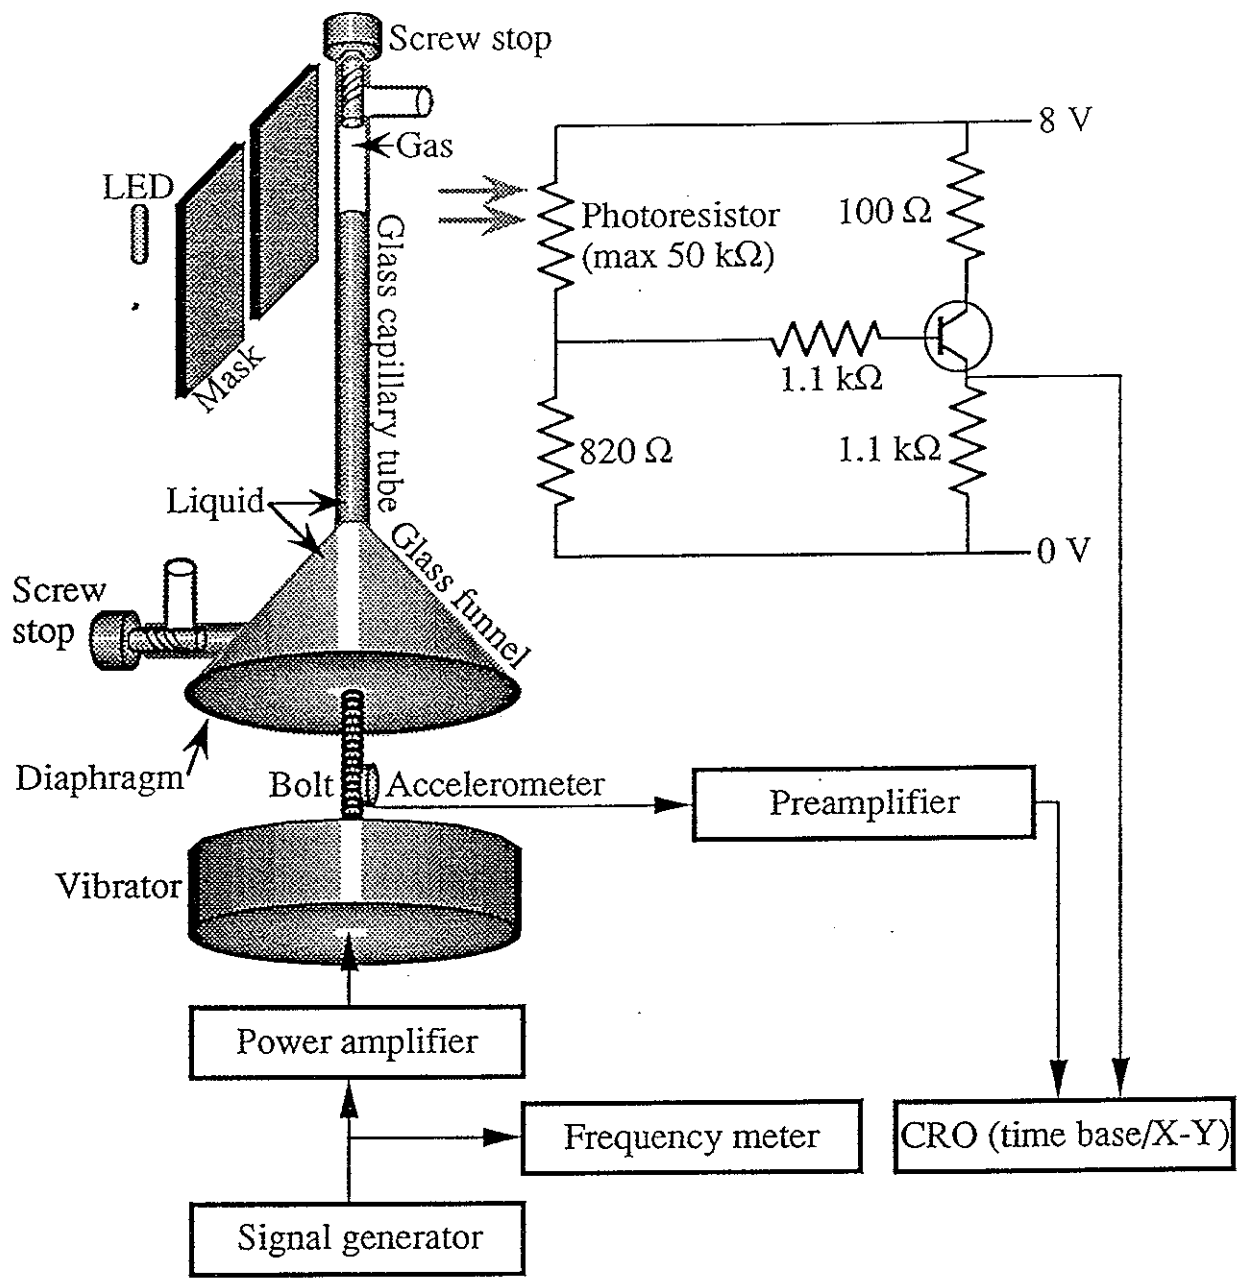 Screw stop
8 V
Gas
LED
Photoresistor
(max 50 kΩ)
100 Ω
Glass capillary tube
Mask
1.1 kΩ
820 Ω
1.1 kΩ
Liquid
Glass funnel
0 V
Screw
stop
Diaphragm
Bolt
Accelerometer
Preamplifier
Vibrator
Power amplifier
Frequency meter
CRO (time base/X-Y)
Signal generator